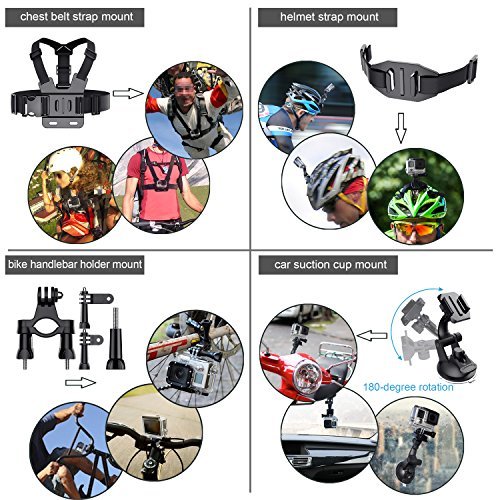 chest belt strap mount
helmet strap mount
bike handlebar holder mount
car suction cup mount
180-degree rotation